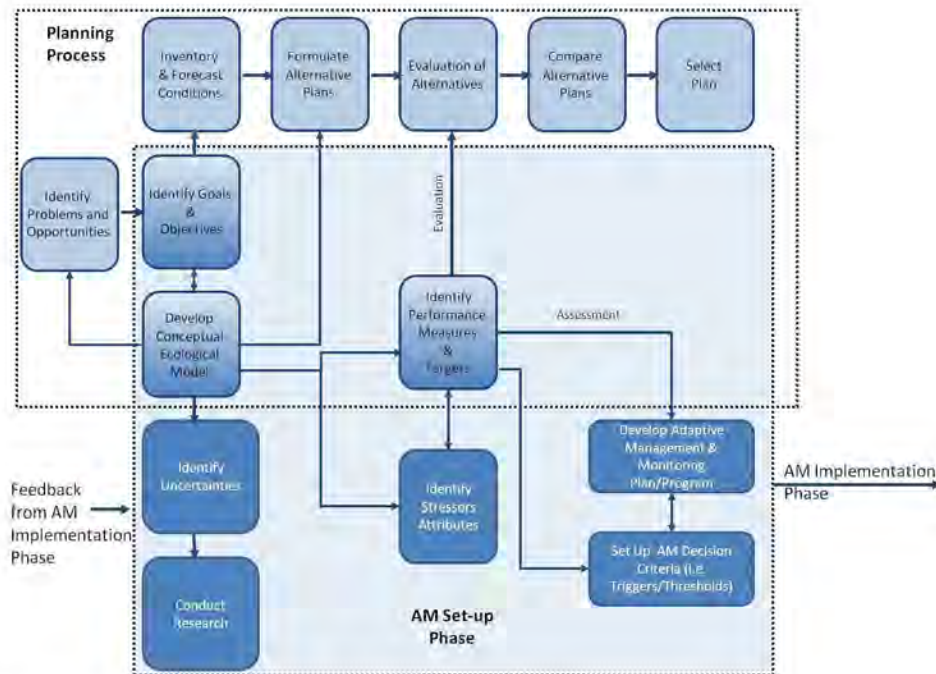 Planning
Process
Inventory
& Forecast
Conditions
Formulate
Alternative
Plans
Evaluation of
Alternatives
Compare
Alternative
Plans
Select
Plan
Identify
Problems and
Opportunities
Identify Goals
&
Objectives
Evaluation
Develop
Conceptual
Ecological
Model
Identify
Performance
Measures
&
Targets
Assessment
Identify
Uncertainties
Identify
Stressors
Attributes
Develop Adaptive
Management &
Monitoring
Plan/Program
AM Implementation
Phase
Feedback
from AM
Implementation
Phase
Set Up AM Decision
Criteria (i.e
Triggers/Thresholds)
Conduct
Research
AM Set-up
Phase